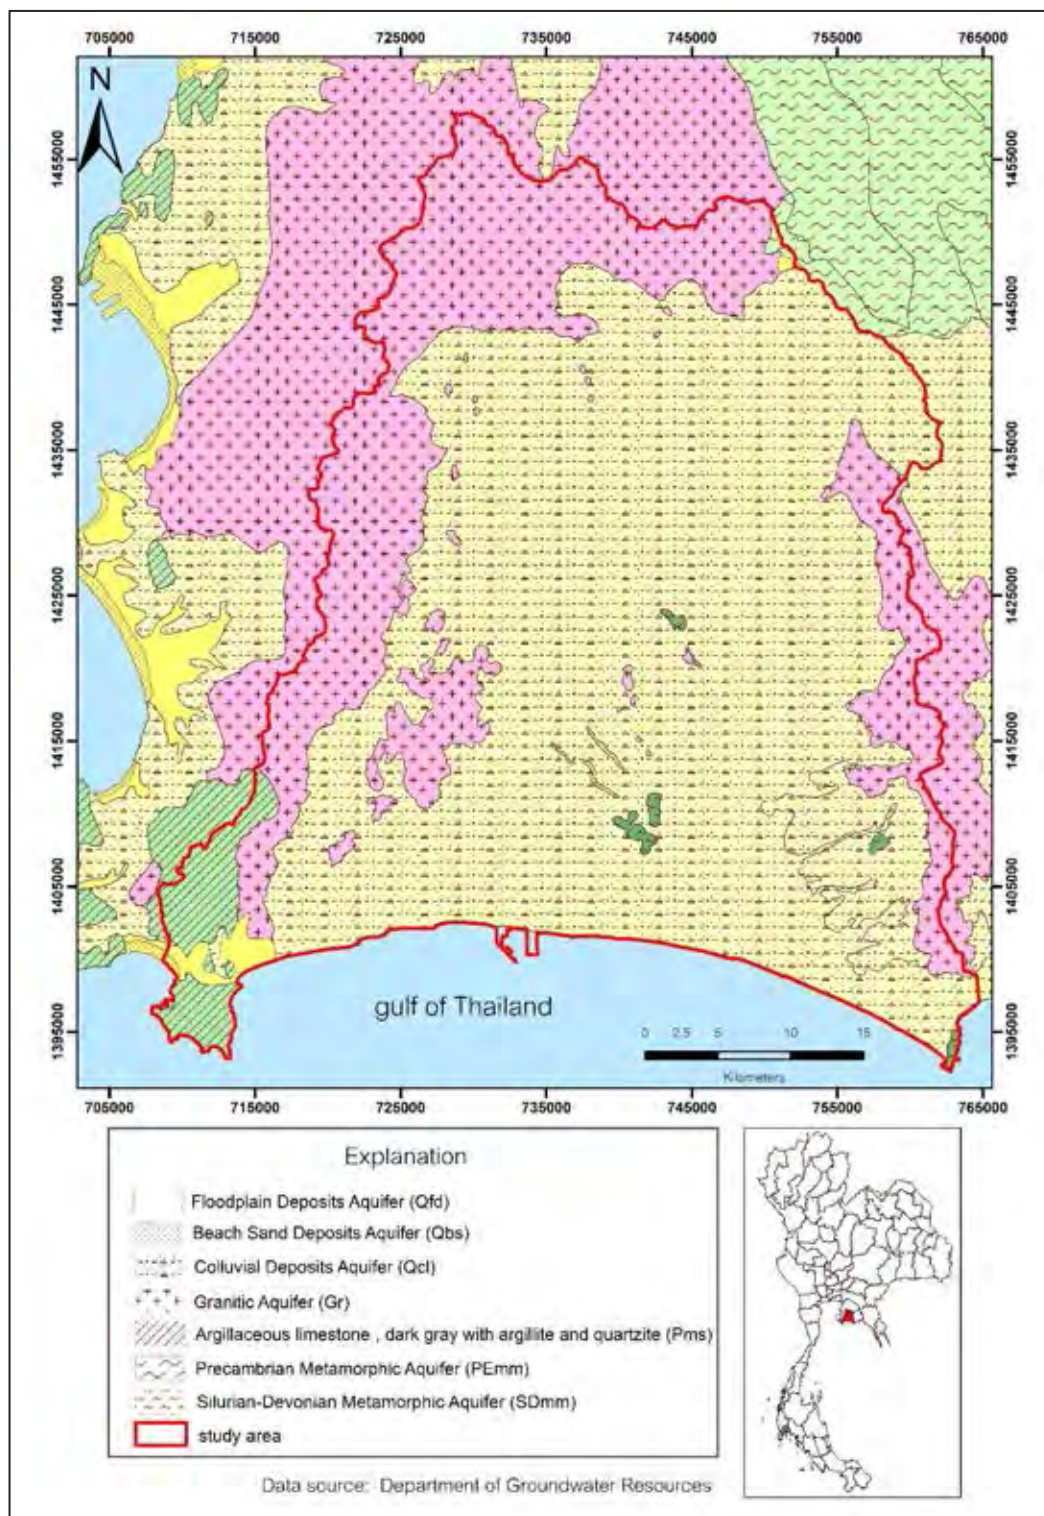 705000 715000 725000 735000 745000 755000 765000
N
1455000 1455000
1445000 1445000
1435000 1435000
1425000 1425000
1415000 1415000
1405000 1405000
1395000 1395000
gulf of Thailand
0 2.5 5 10 15
Kilometers
705000 715000 725000 735000 745000 755000 765000
Explanation
Floodplain Deposits Aquifer (Qfd)
Beach Sand Deposits Aquifer (Qbs)
Colluvial Deposits Aquifer (Qcl)
Granitic Aquifer (Gr)
Argillaceous limestone , dark gray with argillite and quartzite (Pms)
Precambrian Metamorphic Aquifer (PEmm)
Silurian-Devonian Metamorphic Aquifer (SDmm)
study area
Data source: Department of Groundwater Resources